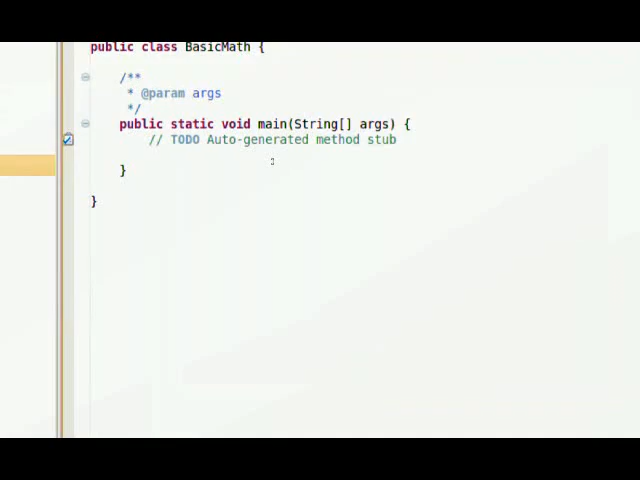 public class BasicMath {
/**
* @param args
*/
public static void main(String[] args) {
// TODO Auto-generated method stub
}
}